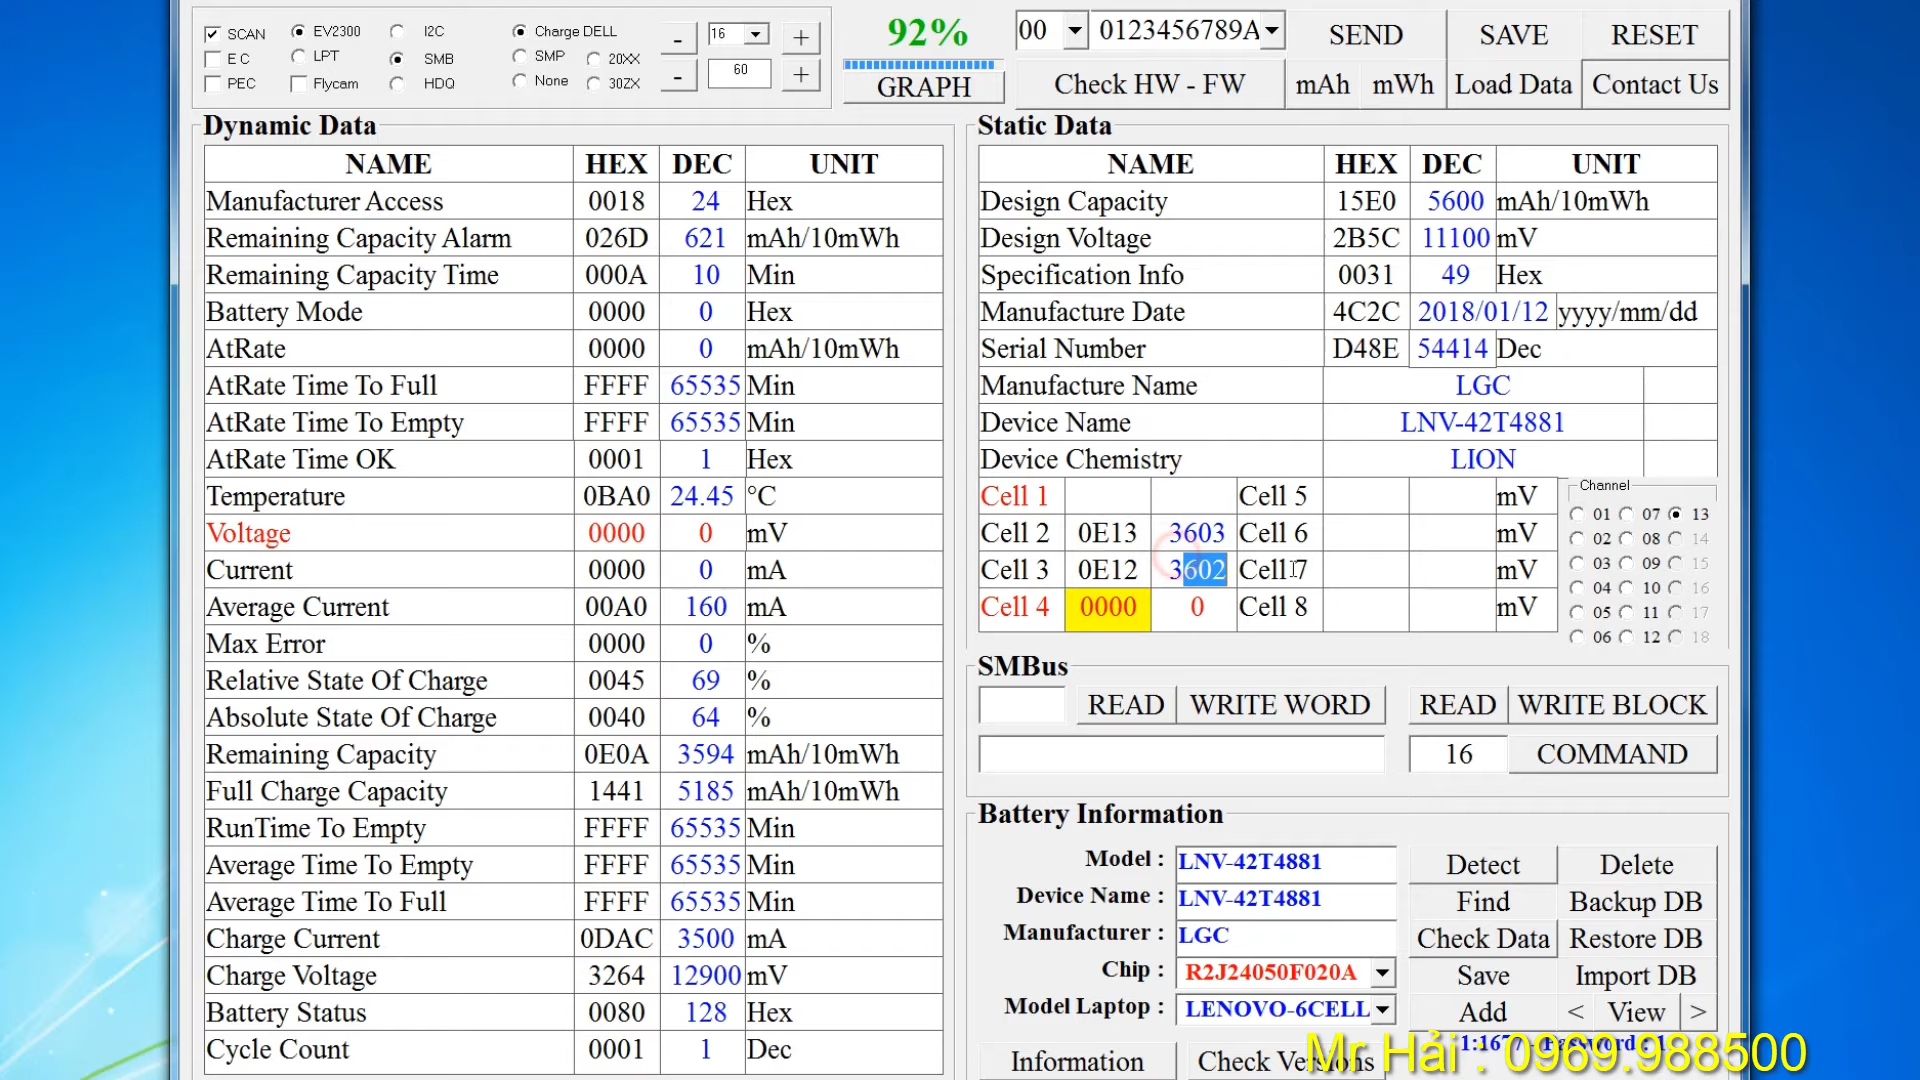 SCAN EV2300 I2C Charge DELL - 16 +
E C LPT SMB SMP 20XX
PEC Flycam HDQ None 30ZX - 60 +
92% 00 0123456789A SEND SAVE RESET
GRAPH Check HW - FW mAh mWh Load Data Contact Us
Dynamic Data
NAME HEX DEC UNIT
Manufacturer Access 0018 24 Hex
Remaining Capacity Alarm 026D 621 mAh/10mWh
Remaining Capacity Time 000A 10 Min
Battery Mode 0000 0 Hex
AtRate 0000 0 mAh/10mWh
AtRate Time To Full FFFF 65535 Min
AtRate Time To Empty FFFF 65535 Min
AtRate Time OK 0001 1 Hex
Temperature 0BA0 24.45 °C
Voltage 0000 0 mV
Current 0000 0 mA
Average Current 00A0 160 mA
Max Error 0000 0 %
Relative State Of Charge 0045 69 %
Absolute State Of Charge 0040 64 %
Remaining Capacity 0E0A 3594 mAh/10mWh
Full Charge Capacity 1441 5185 mAh/10mWh
RunTime To Empty FFFF 65535 Min
Average Time To Empty FFFF 65535 Min
Average Time To Full FFFF 65535 Min
Charge Current 0DAC 3500 mA
Charge Voltage 3264 12900 mV
Battery Status 0080 128 Hex
Cycle Count 0001 1 Dec
Static Data
NAME HEX DEC UNIT
Design Capacity 15E0 5600 mAh/10mWh
Design Voltage 2B5C 11100 mV
Specification Info 0031 49 Hex
Manufacture Date 4C2C 2018/01/12 yyyy/mm/dd
Serial Number D48E 54414 Dec
Manufacture Name LGC
Device Name LNV-42T4881
Device Chemistry LION
Cell 1 Cell 5 mV
Cell 2 0E13 3603 Cell 6 mV
Cell 3 0E12 3602 Cell 7 mV
Cell 4 0000 0 Cell 8 mV
Channel
01 07 13
02 08 14
03 09 15
04 10 16
05 11 17
06 12 18
SMBus
READ WRITE WORD READ WRITE BLOCK
16 COMMAND
Battery Information
Model : LNV-42T4881 Detect Delete
Device Name : LNV-42T4881 Find Backup DB
Manufacturer : LGC Check Data Restore DB
Chip : R2J24050F020A Save Import DB
Model Laptop : LENOVO-6CELL Add < View >
Information Check Versions
Mr Hải : 0969.988500